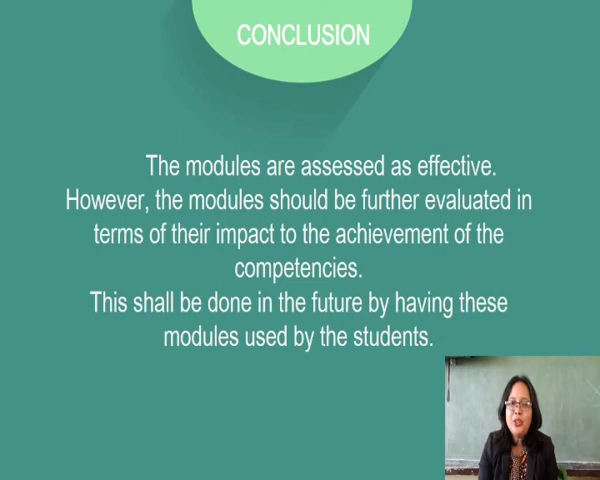 CONCLUSION
The modules are assessed as effective.
However, the modules should be further evaluated in
terms of their impact to the achievement of the
competencies.
This shall be done in the future by having these
modules used by the students.